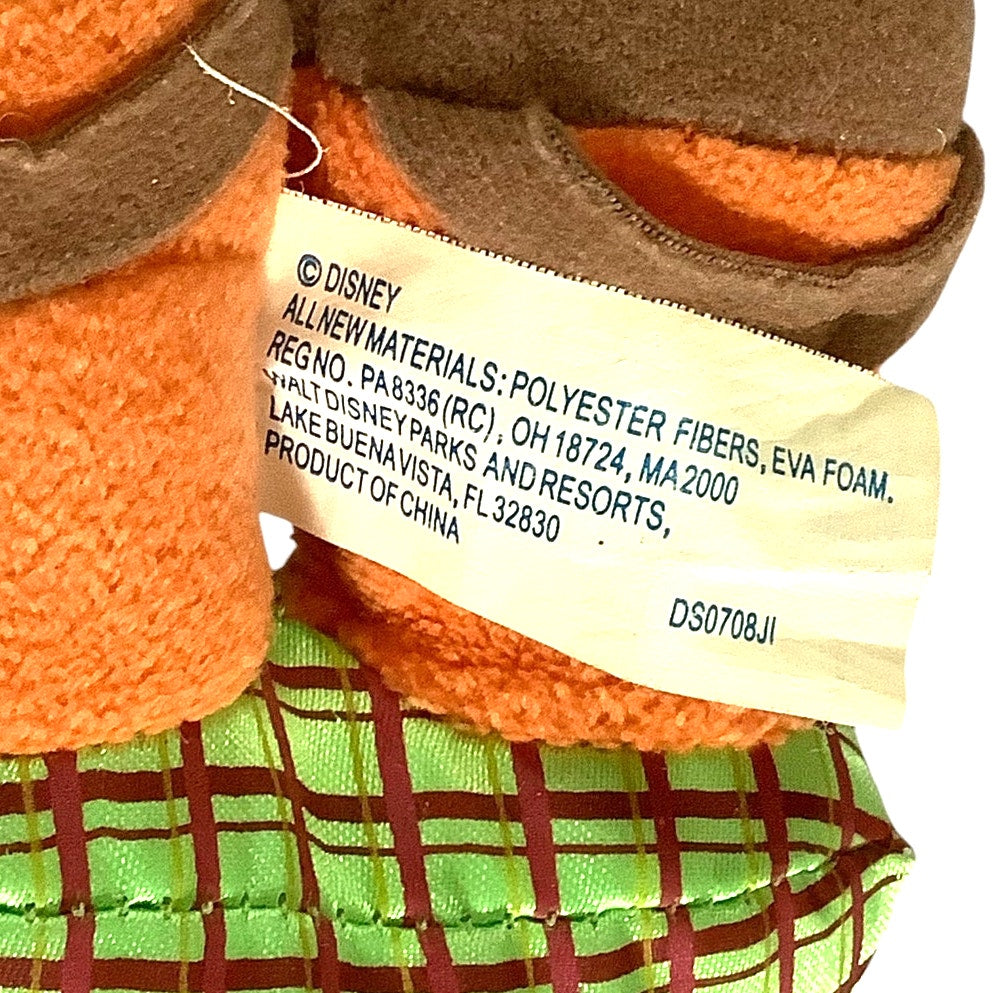 © DISNEY
ALL NEW MATERIALS: POLYESTER FIBERS, EVA FOAM.
REG NO. PA 8336 (RC), OH 18724, MA 2000
WALT DISNEY PARKS AND RESORTS,
LAKE BUENA VISTA, FL 32830
PRODUCT OF CHINA
DS0708JI